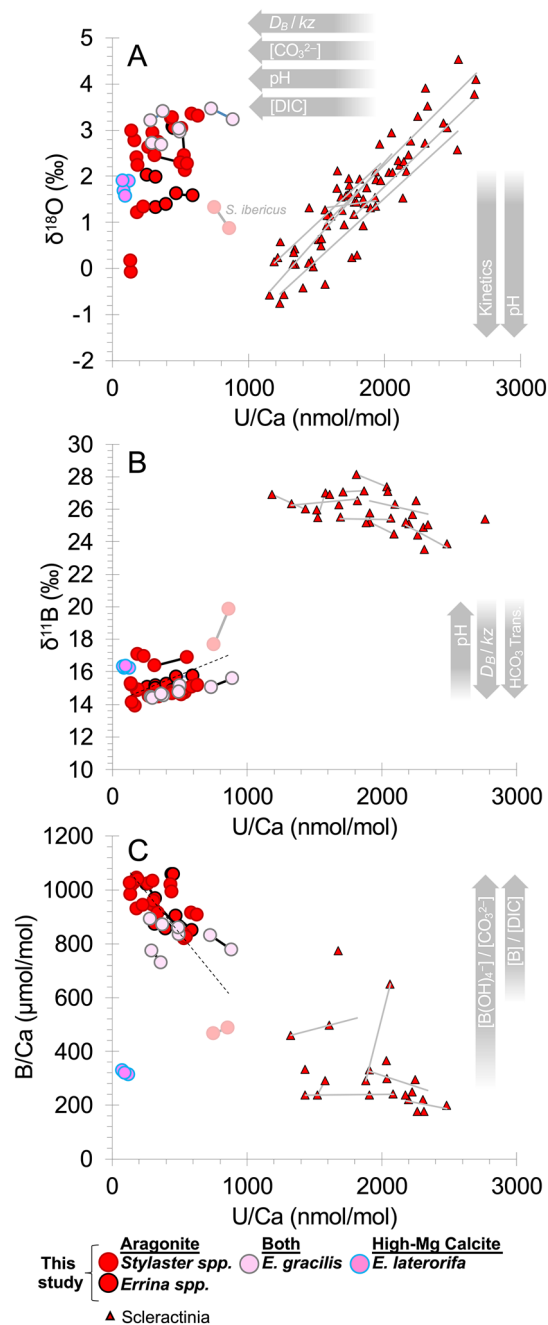 A
D_B / kz
[CO₃²⁻]
pH
[DIC]
δ¹⁸O (‰)
5
4
3
2
1
0
-1
-2
S. ibericus
Kinetics
pH
0
1000
2000
3000
U/Ca (nmol/mol)
B
δ¹¹B (‰)
30
28
26
24
22
20
18
16
14
12
10
pH
D_B / kz
HCO₃ Trans.
0
1000
2000
3000
U/Ca (nmol/mol)
C
B/Ca (µmol/mol)
1200
1000
800
600
400
200
0
[B(OH)₄⁻] / [CO₃²⁻]
[B] / [DIC]
0
1000
2000
3000
U/Ca (nmol/mol)
This study
Aragonite
Stylaster spp.
Errina spp.
Both
E. gracilis
High-Mg Calcite
E. laterorifa
Scleractinia